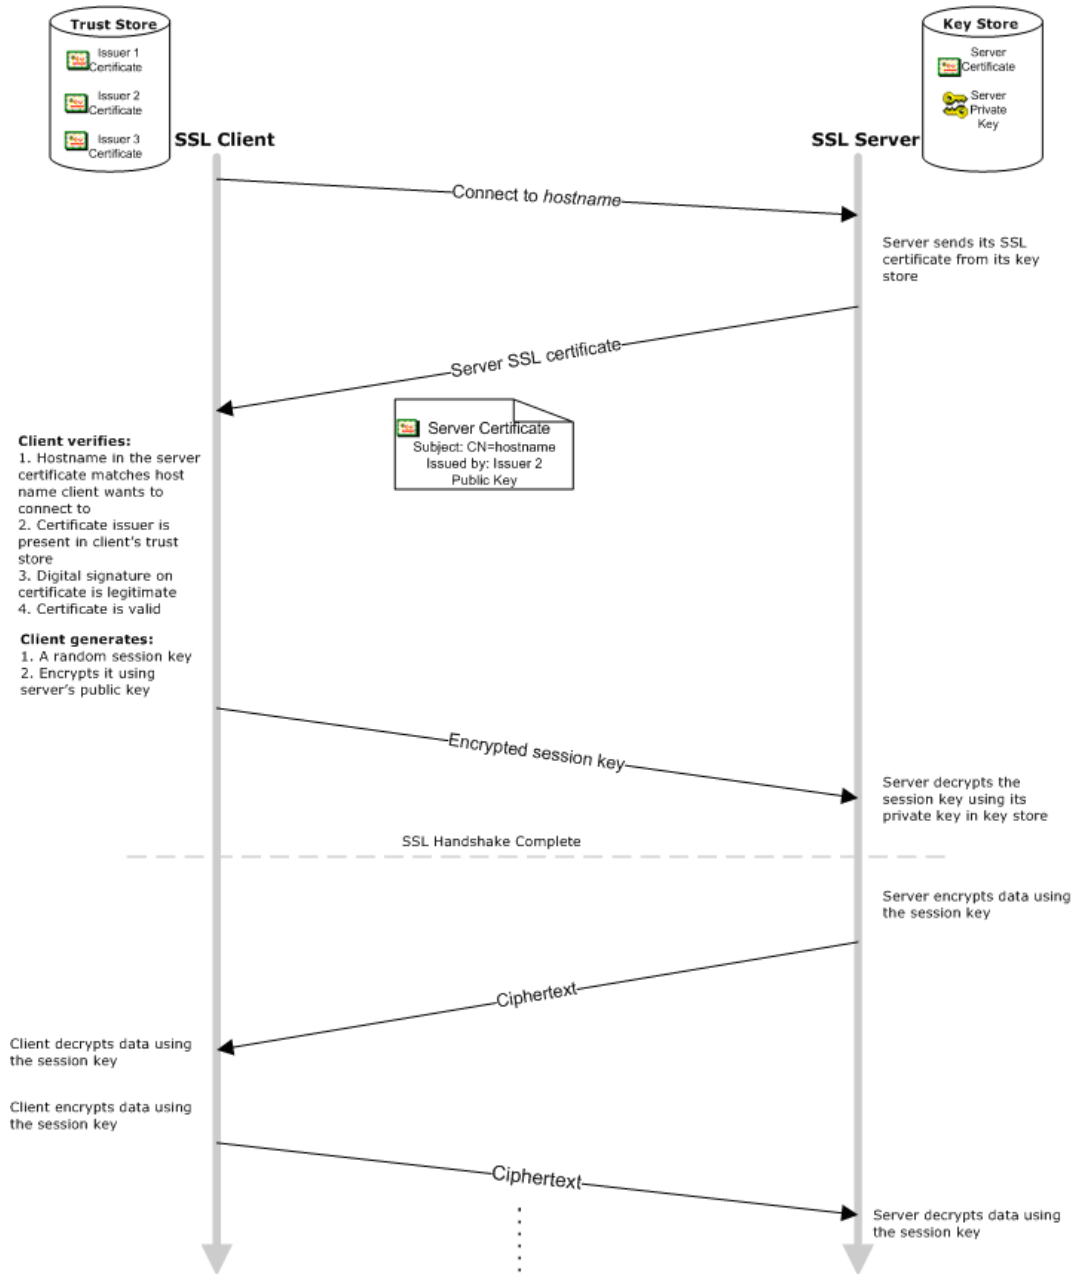 Trust Store
Issuer 1
Certificate
Issuer 2
Certificate
Issuer 3
Certificate
Key Store
Server
Certificate
Server
Private
Key
SSL Client
SSL Server
Connect to hostname
Server sends its SSL
certificate from its key
store
Server SSL certificate
Server Certificate
Subject: CN=hostname
Issued by: Issuer 2
Public Key
Client verifies:
1. Hostname in the server
certificate matches host
name client wants to
connect to
2. Certificate issuer is
present in client's trust
store
3. Digital signature on
certificate is legitimate
4. Certificate is valid
Client generates:
1. A random session key
2. Encrypts it using
server's public key
Encrypted session key
Server decrypts the
session key using its
private key in key store
SSL Handshake Complete
Server encrypts data using
the session key
Ciphertext
Client decrypts data using
the session key
Client encrypts data using
the session key
Ciphertext
Server decrypts data using
the session key